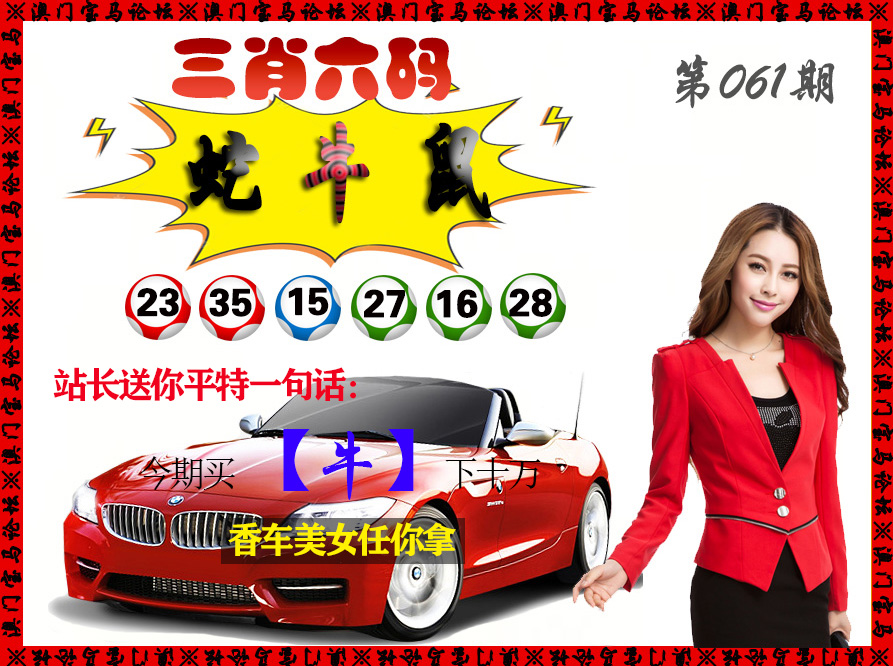 ※澳门宝马论坛※澳门宝马论坛※澳门宝马论坛※澳门宝马论坛※澳门宝马论坛※
三肖六码
第061期
蛇 牛 鼠
23 35 15 27 16 28
站长送你平特一句话：
今期买【牛】下十万
香车美女任你拿